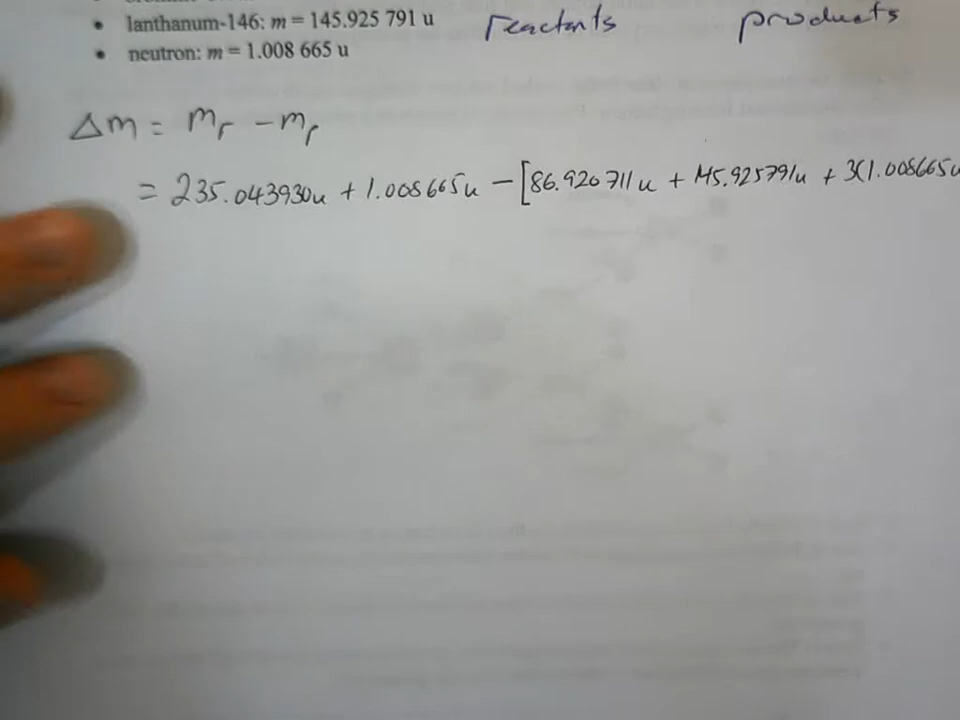 • lanthanum-146: m = 145.925 791 u reactants products
• neutron: m = 1.008 665 u
Δm = mᵣ - mₚ
= 235.043930u + 1.008665u - [86.920711u + 145.925791u + 3(1.008665u